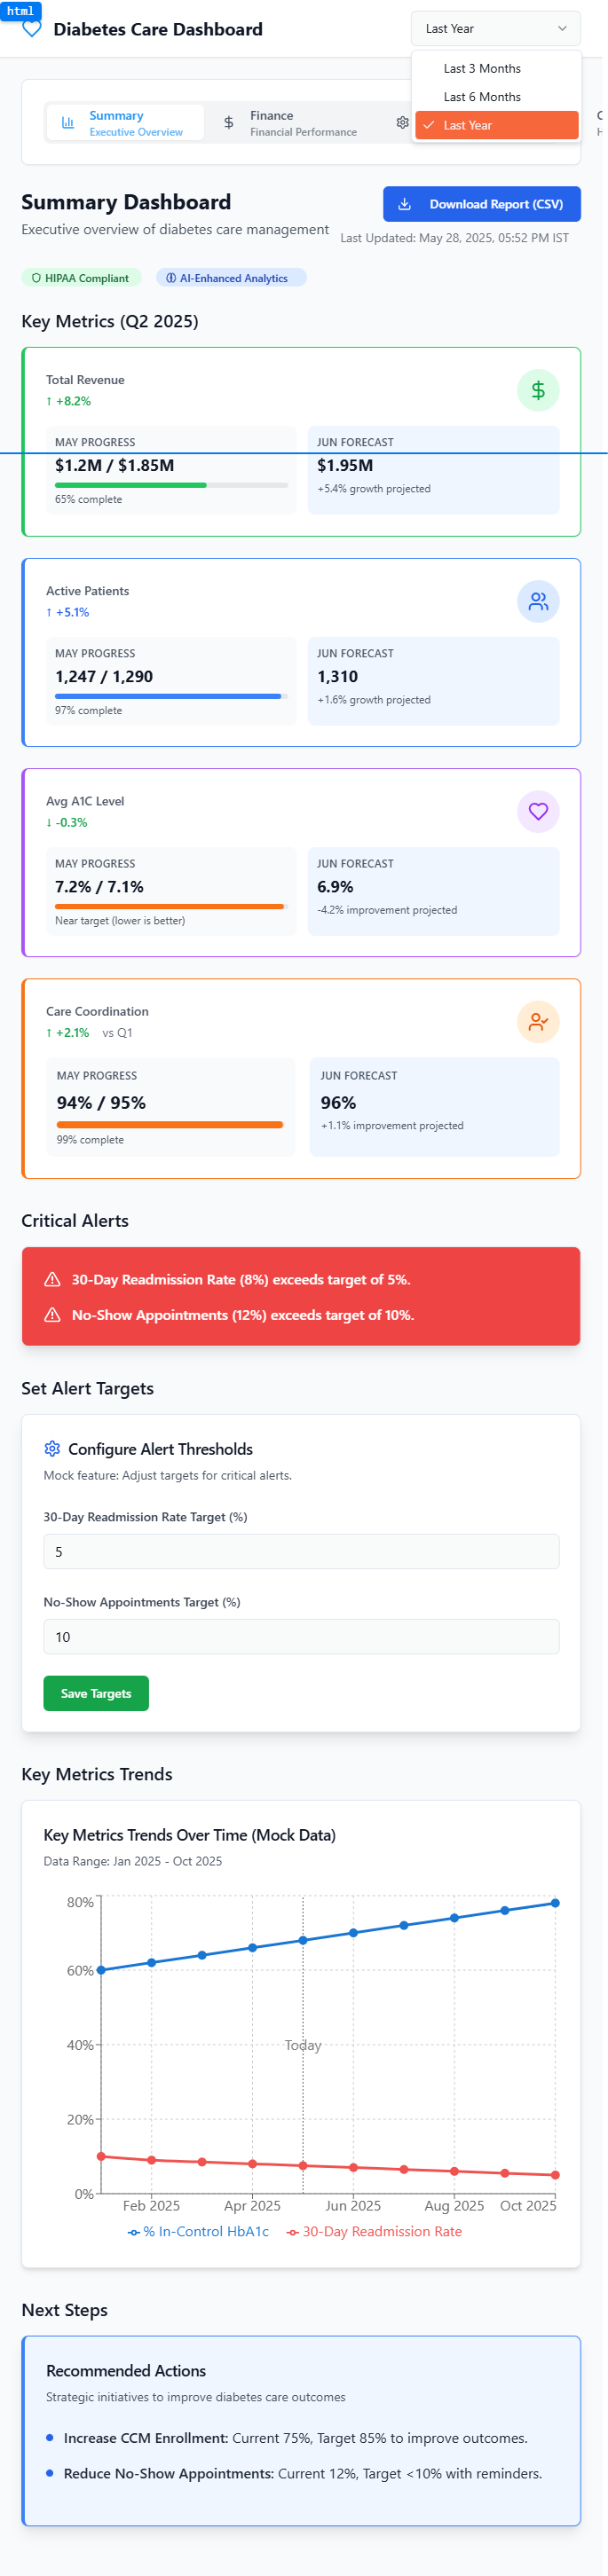 html
Diabetes Care Dashboard
Last Year
Last 3 Months
Last 6 Months
Last Year
Summary
Executive Overview
Finance
Financial Performance
Summary Dashboard
Executive overview of diabetes care management
Download Report (CSV)
Last Updated: May 28, 2025, 05:52 PM IST
HIPAA Compliant
AI-Enhanced Analytics
Key Metrics (Q2 2025)
Total Revenue
↑ +8.2%
MAY PROGRESS
$1.2M / $1.85M
65% complete
JUN FORECAST
$1.95M
+5.4% growth projected
Active Patients
↑ +5.1%
MAY PROGRESS
1,247 / 1,290
97% complete
JUN FORECAST
1,310
+1.6% growth projected
Avg A1C Level
↓ -0.3%
MAY PROGRESS
7.2% / 7.1%
Near target (lower is better)
JUN FORECAST
6.9%
-4.2% improvement projected
Care Coordination
↑ +2.1% vs Q1
MAY PROGRESS
94% / 95%
99% complete
JUN FORECAST
96%
+1.1% improvement projected
Critical Alerts
30-Day Readmission Rate (8%) exceeds target of 5%.
No-Show Appointments (12%) exceeds target of 10%.
Set Alert Targets
Configure Alert Thresholds
Mock feature: Adjust targets for critical alerts.
30-Day Readmission Rate Target (%)
5
No-Show Appointments Target (%)
10
Save Targets
Key Metrics Trends
Key Metrics Trends Over Time (Mock Data)
Data Range: Jan 2025 - Oct 2025
80%
60%
40%
20%
0%
Today
Feb 2025 Apr 2025 Jun 2025 Aug 2025 Oct 2025
% In-Control HbA1c 30-Day Readmission Rate
Next Steps
Recommended Actions
Strategic initiatives to improve diabetes care outcomes
Increase CCM Enrollment: Current 75%, Target 85% to improve outcomes.
Reduce No-Show Appointments: Current 12%, Target <10% with reminders.